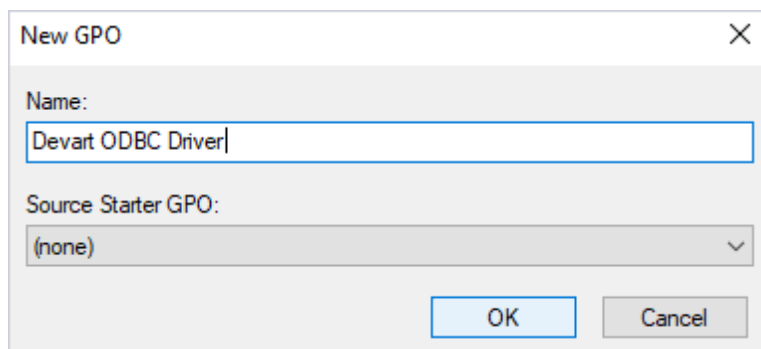 New GPO
Name:
Devart ODBC Driver
Source Starter GPO:
(none)
OK Cancel